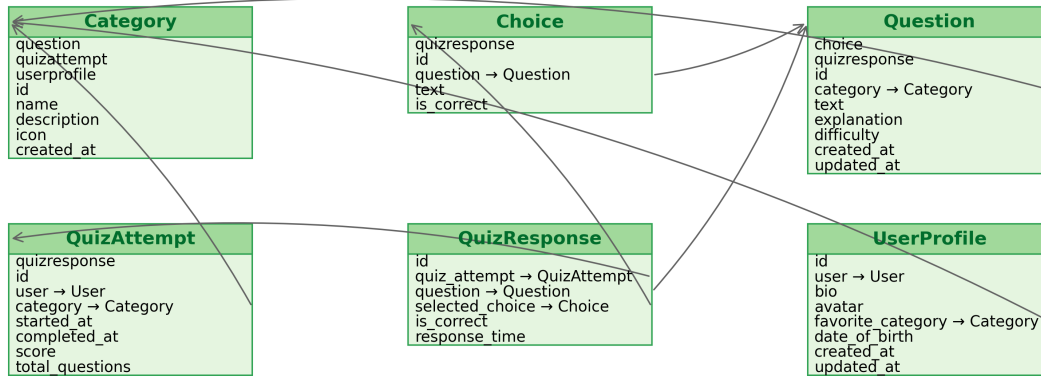 Category
question
quizattempt
userprofile
id
name
description
icon
created_at
Choice
quizresponse
id
question → Question
text
is_correct
Question
choice
quizresponse
id
category → Category
text
explanation
difficulty
created_at
updated_at
QuizAttempt
quizresponse
id
user → User
category → Category
started_at
completed_at
score
total_questions
QuizResponse
id
quiz_attempt → QuizAttempt
question → Question
selected_choice → Choice
is_correct
response_time
UserProfile
id
user → User
bio
avatar
favorite_category → Category
date_of_birth
created_at
updated_at